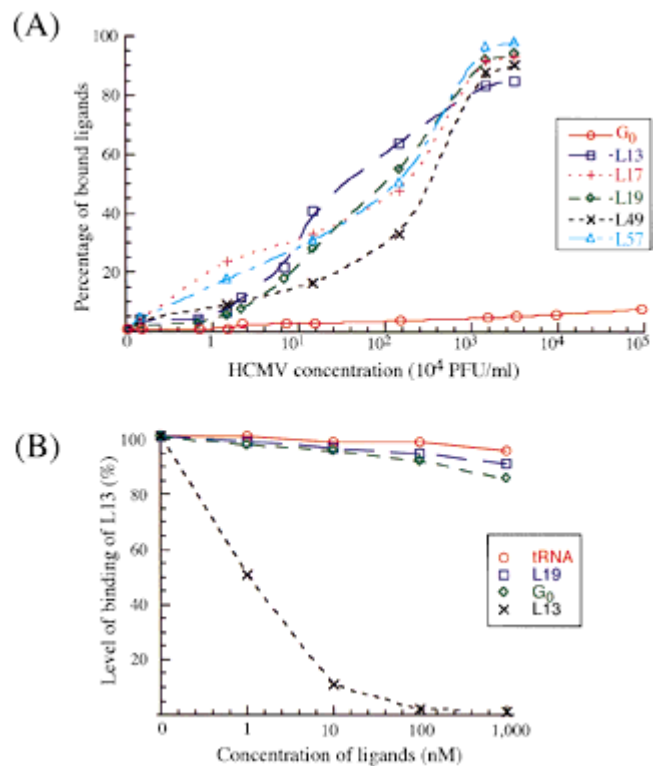 (A)
100
80
60
40
20
0
1
10¹
10²
10³
10⁴
10⁵
Percentage of bound ligands
HCMV concentration (10⁴ PFU/ml)
G₀
L13
L17
L19
L49
L57
(B)
100
80
60
40
20
0
1
10
100
1,000
Level of binding of L13 (%)
Concentration of ligands (nM)
tRNA
L19
G₀
L13